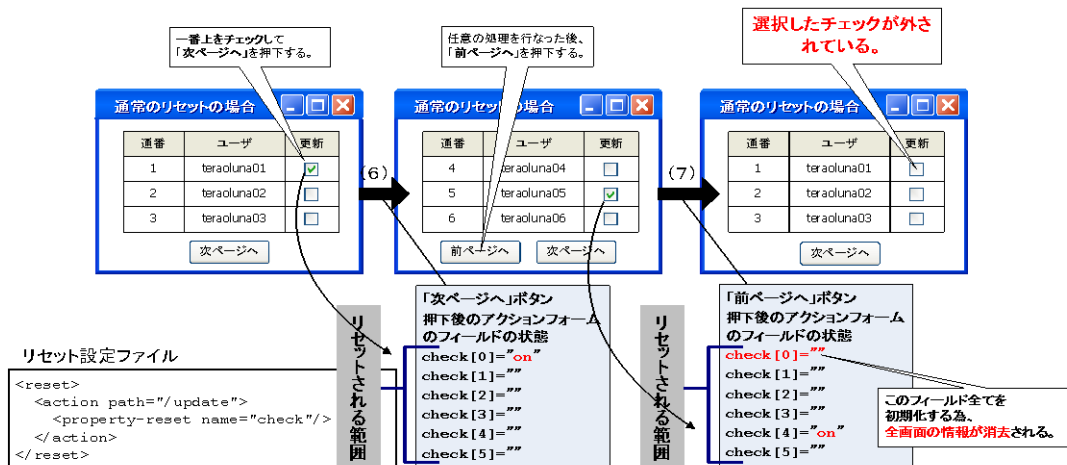 一番上をチェックして
「次ページへ」を押下する。
任意の処理を行なった後、
「前ページへ」を押下する。
選択したチェックが外さ
れている。
通常のリセットの場合
通番 ユーザ 更新
1 teraoluna01
2 teraoluna02
3 teraoluna03
次ページへ
(6)
通常のリセットの場合
通番 ユーザ 更新
4 teraoluna04
5 teraoluna05
6 teraoluna06
前ページへ 次ページへ
(7)
通常のリセットの場合
通番 ユーザ 更新
1 teraoluna01
2 teraoluna02
3 teraoluna03
次ページへ
リセット設定ファイル
<reset>
<action path="/update">
<property-reset name="check"/>
</action>
</reset>
リセットされる範囲
「次ページへ」ボタン
押下後のアクションフォーム
のフィールドの状態
check[0]="on"
check[1]=""
check[2]=""
check[3]=""
check[4]=""
check[5]=""
リセットされる範囲
「前ページへ」ボタン
押下後のアクションフォーム
のフィールドの状態
check[0]=""
check[1]=""
check[2]=""
check[3]=""
check[4]="on"
check[5]=""
このフィールド全てを
初期化する為、
全画面の情報が消去される。